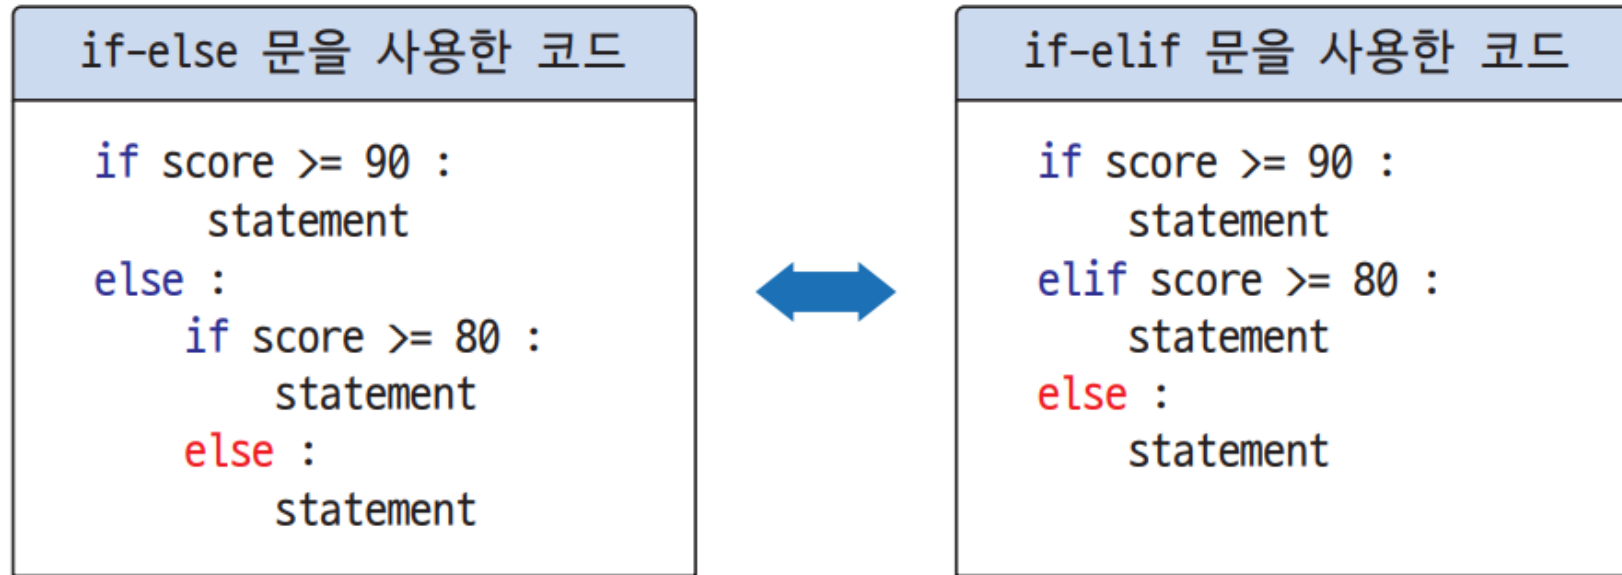 if-else 문을 사용한 코드
if score >= 90 :
statement
else :
if score >= 80 :
statement
else :
statement
if-elif 문을 사용한 코드
if score >= 90 :
statement
elif score >= 80 :
statement
else :
statement